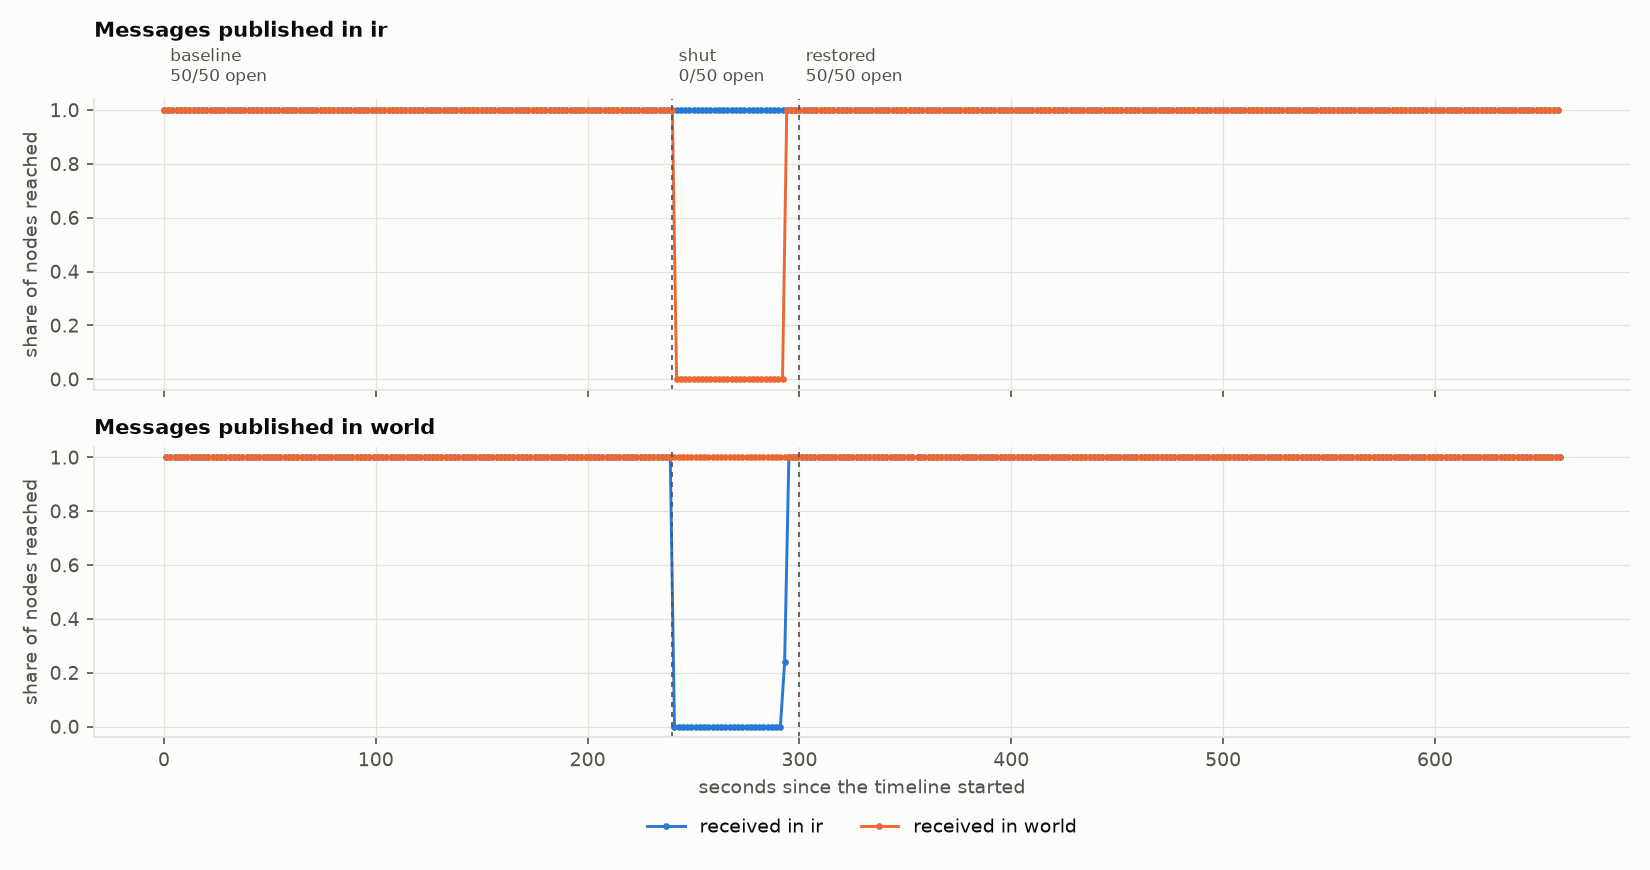 Messages published in ir
baseline
50/50 open
shut
0/50 open
restored
50/50 open
share of nodes reached
1.0
0.8
0.6
0.4
0.2
0.0
Messages published in world
share of nodes reached
1.0
0.8
0.6
0.4
0.2
0.0
0 100 200 300 400 500 600
seconds since the timeline started
received in ir received in world